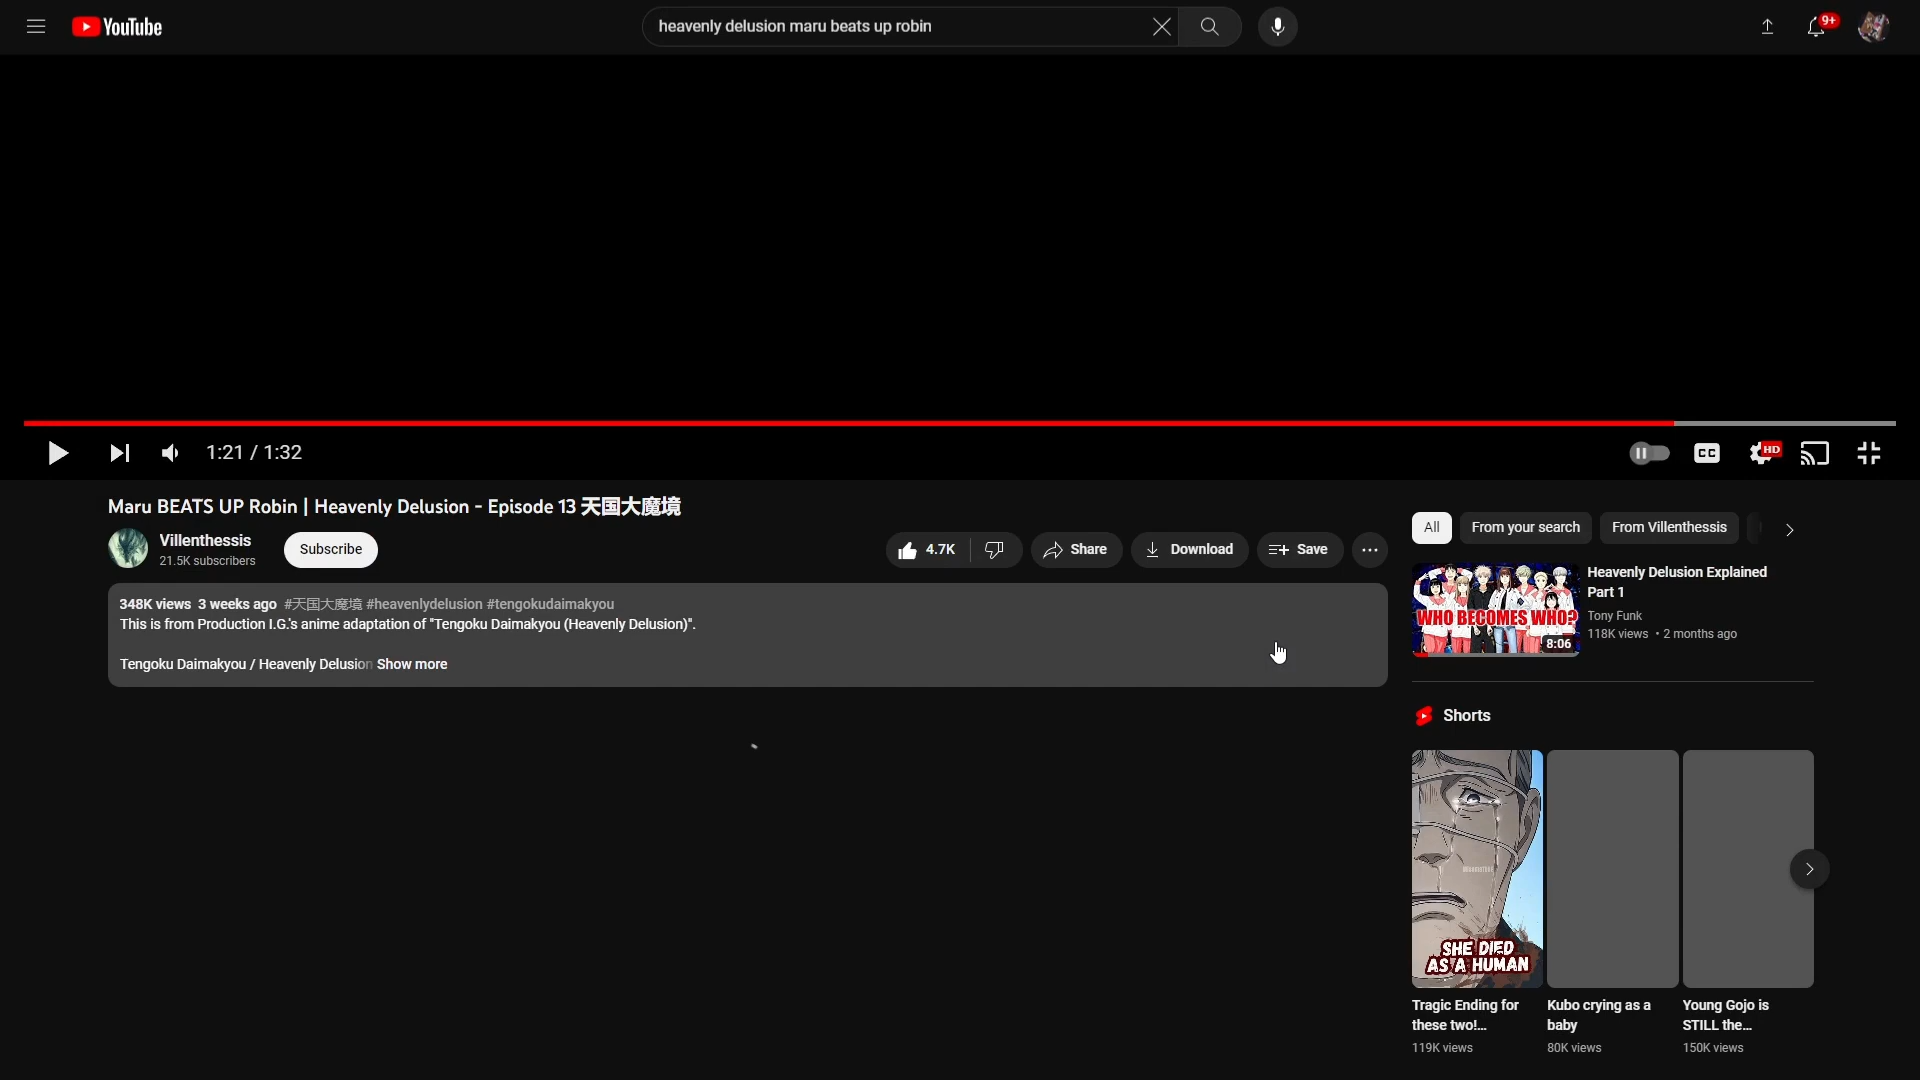 YouTube
heavenly delusion maru beats up robin
9+
1:21 / 1:32
CC
HD
Maru BEATS UP Robin | Heavenly Delusion - Episode 13 天国大魔境
Villenthessis
21.5K subscribers
Subscribe
4.7K
Share
Download
Save
348K views 3 weeks ago #天国大魔境 #heavenlydelusion #tengokudaimakyou
This is from Production I.G.'s anime adaptation of "Tengoku Daimakyou (Heavenly Delusion)".
Tengoku Daimakyou / Heavenly Delusion Show more
All
From your search
From Villenthessis
WHO BECOMES WHO?
8:06
Heavenly Delusion Explained
Part 1
Tony Funk
118K views • 2 months ago
Shorts
SHE DIED
AS A HUMAN
Tragic Ending for
these two!...
119K views
Kubo crying as a
baby
80K views
Young Gojo is
STILL the...
150K views